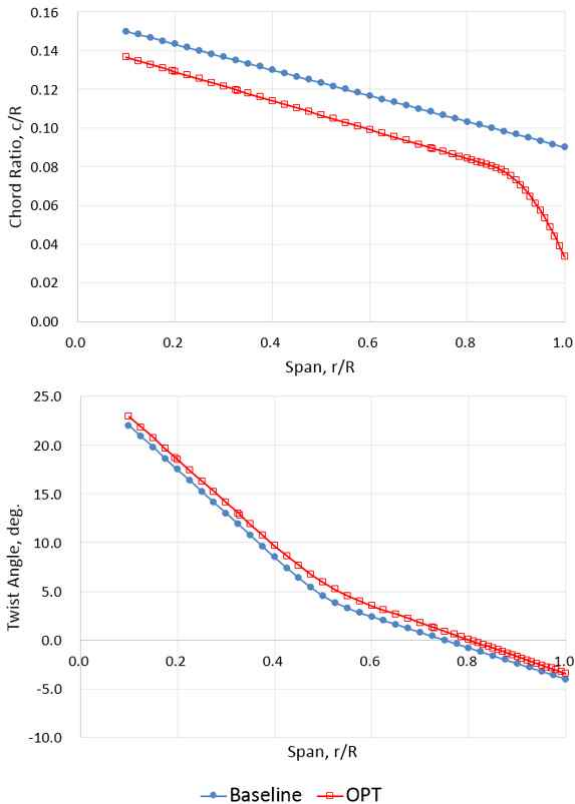 0.16
0.14
0.12
0.10
0.08
0.06
0.04
0.02
0.00
Chord Ratio, c/R
0.0 0.2 0.4 0.6 0.8 1.0
Span, r/R
25.0
20.0
15.0
10.0
5.0
0.0
-5.0
-10.0
Twist Angle, deg.
0.0 0.2 0.4 0.6 0.8 1.0
Span, r/R
Baseline OPT